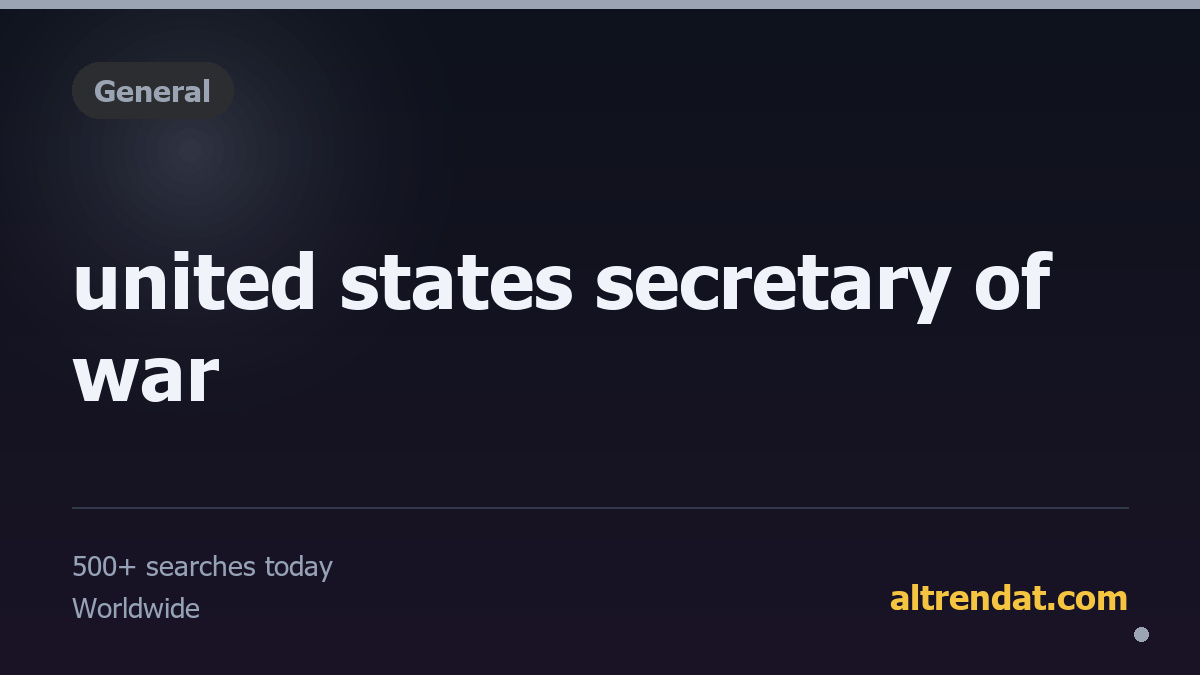 General
united states secretary of
war
500+ searches today
Worldwide
altrendat.com